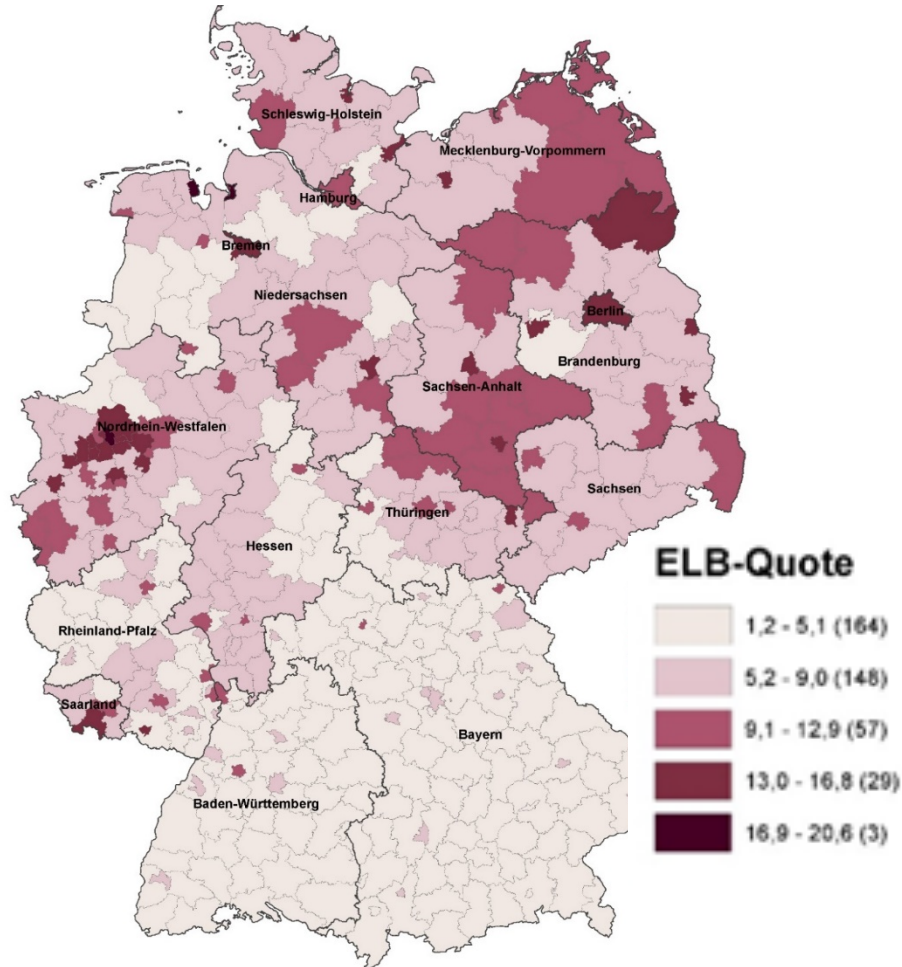 Schleswig-Holstein
Mecklenburg-Vorpommern
Hamburg
Bremen
Niedersachsen
Berlin
Brandenburg
Sachsen-Anhalt
Nordrhein-Westfalen
Sachsen
Thüringen
Hessen
Rheinland-Pfalz
Saarland
Bayern
Baden-Württemberg
ELB-Quote
1,2 - 5,1 (164)
5,2 - 9,0 (148)
9,1 - 12,9 (57)
13,0 - 16,8 (29)
16,9 - 20,6 (3)